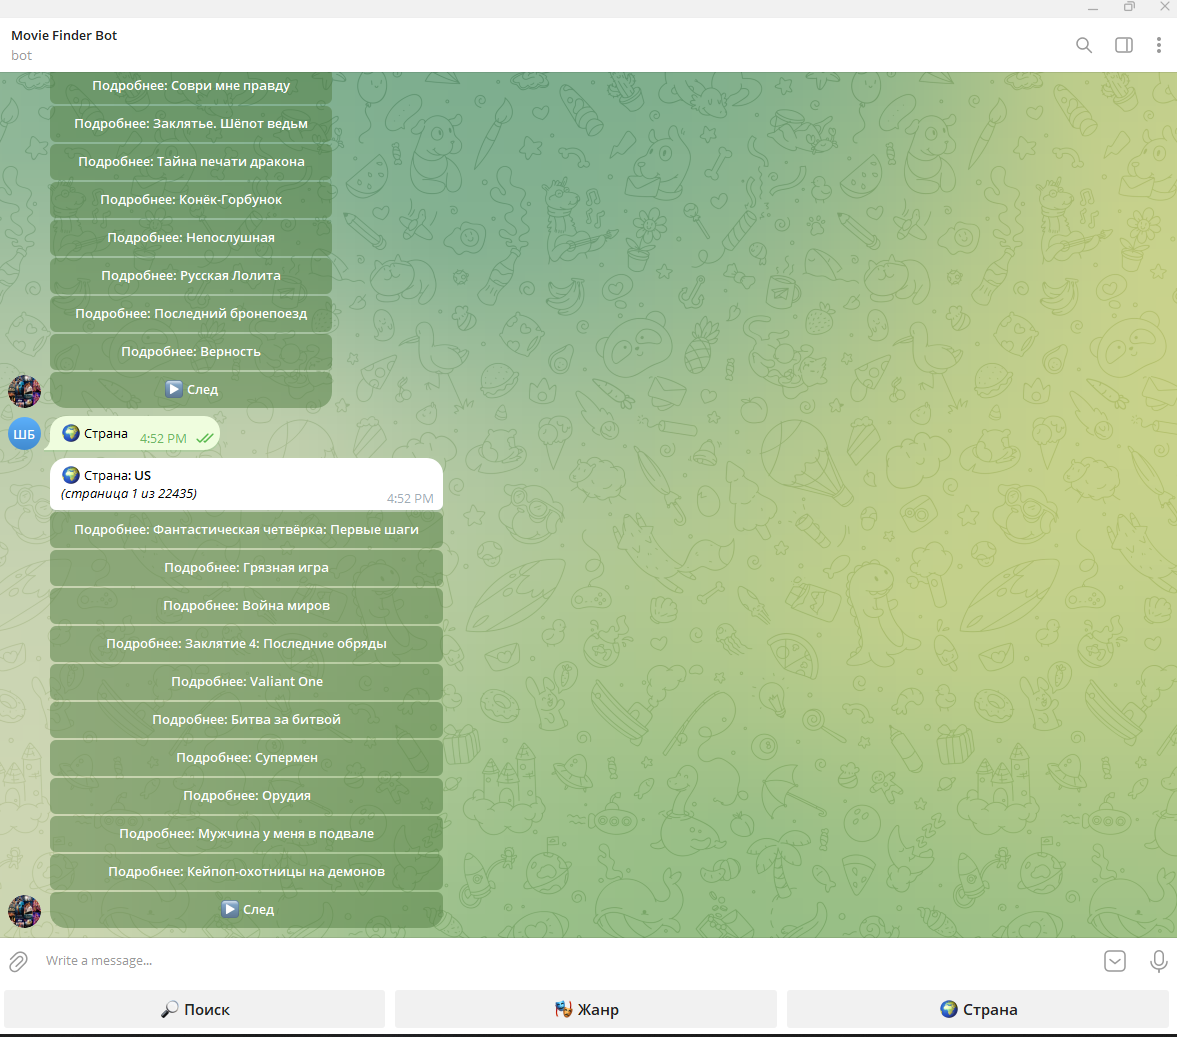 Movie Finder Bot
bot
Подробнее: Соври мне правду
Подробнее: Заклятье. Шёпот ведьм
Подробнее: Тайна печати дракона
Подробнее: Конёк-Горбунок
Подробнее: Непослушная
Подробнее: Русская Лолита
Подробнее: Последний бронепоезд
Подробнее: Верность
След
ШБ
Страна 4:52 PM
Страна: US
(страница 1 из 22435) 4:52 PM
Подробнее: Фантастическая четвёрка: Первые шаги
Подробнее: Грязная игра
Подробнее: Война миров
Подробнее: Заклятие 4: Последние обряды
Подробнее: Valiant One
Подробнее: Битва за битвой
Подробнее: Супермен
Подробнее: Орудия
Подробнее: Мужчина у меня в подвале
Подробнее: Кейпоп-охотницы на демонов
След
Write a message...
Поиск
Жанр
Страна